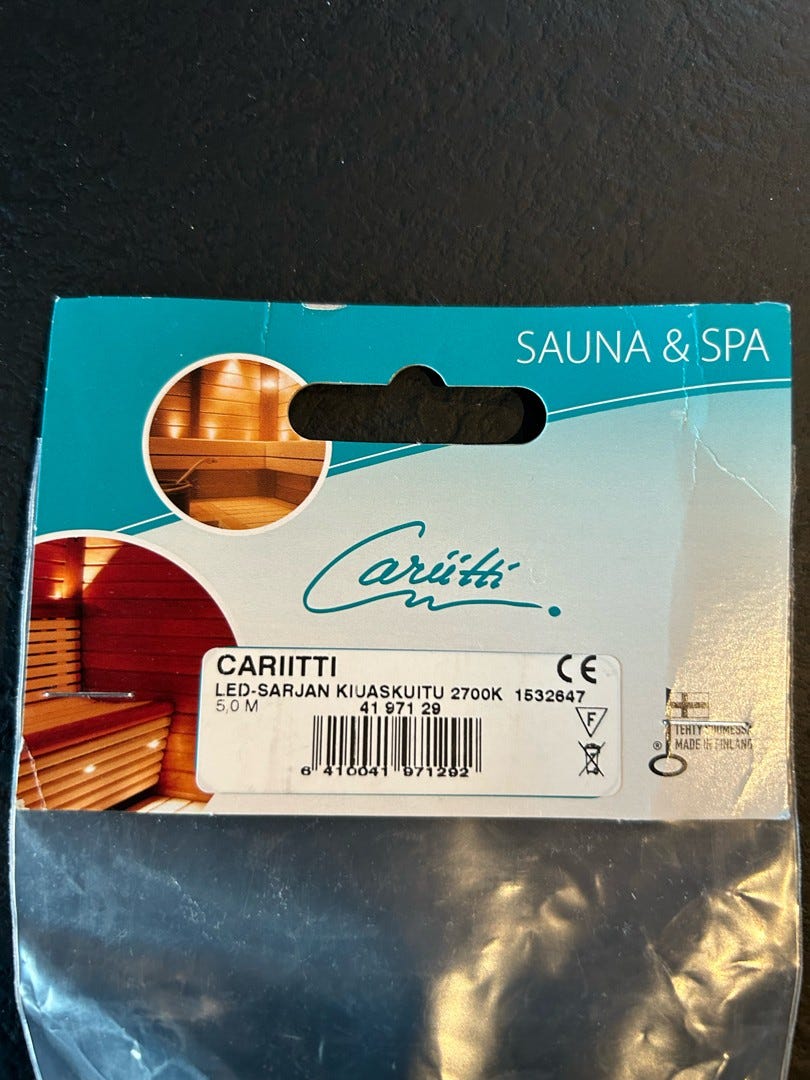 SAUNA & SPA
Cariitti
CARIITTI
CE
LED-SARJAN KIUASKUITU 2700K 1532647
5,0 M
41 971 29
F
6 410041 971292
TEHTY SUOMESSA
® MADE IN FINLAND